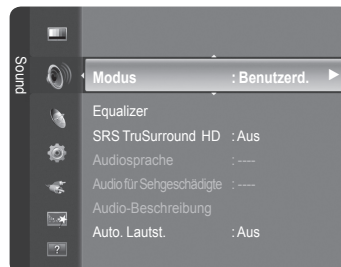 Sound
Modus : Benutzerd.
Equalizer
SRS TruSurround HD : Aus
Audiosprache : ----
Audio für Sehgeschädigte : ----
Audio-Beschreibung
Auto. Lautst. : Aus
?